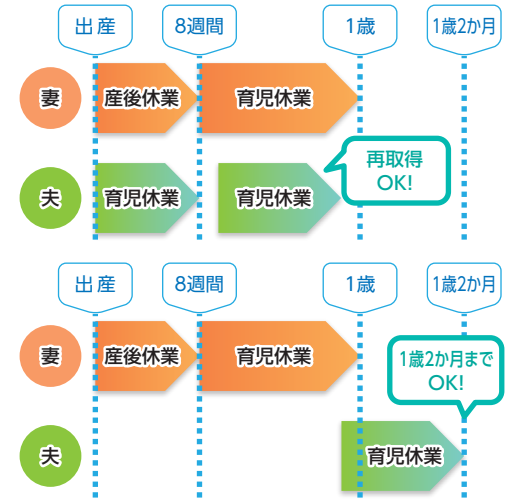 出産 8週間 1歳 1歳2か月
妻 産後休業 育児休業
再取得
OK!
夫 育児休業 育児休業
出産 8週間 1歳 1歳2か月
妻 産後休業 育児休業
1歳2か月まで
OK!
夫 育児休業